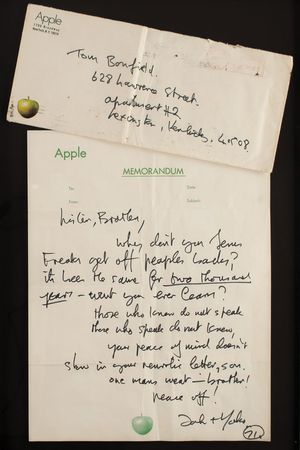 Apple
Tom Bonfield.
628 Lawrence Street.
apartment #2
Lexington, Kentucky, 40508
Apple
MEMORANDUM
To:
Date:
From:
Subject:
Listen, Brother,
Why don't you Jesus
Freaks get off peoples backs?
it's been the same for two thousand
years - won't you ever learn?
those who know do not speak
those who speak do not know,
your peace of mind doesn't
show in your neurotic letter, son.
one mans meat - brother!
peace off!